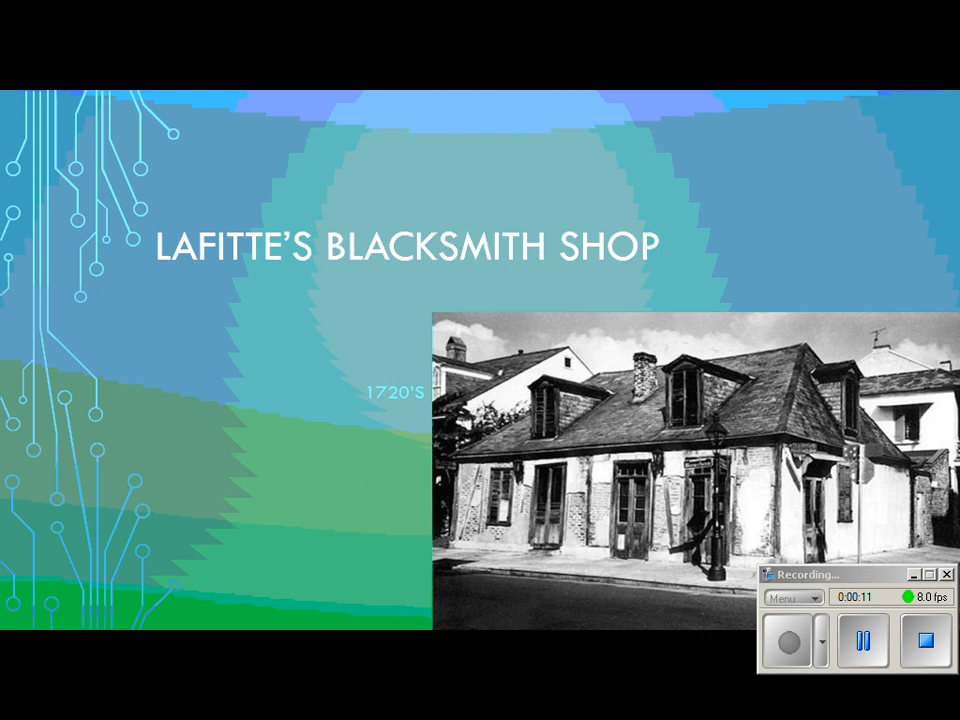 LAFITTE’S BLACKSMITH SHOP
1720’S
Recording...
Menu
0:00:11
8.0 fps